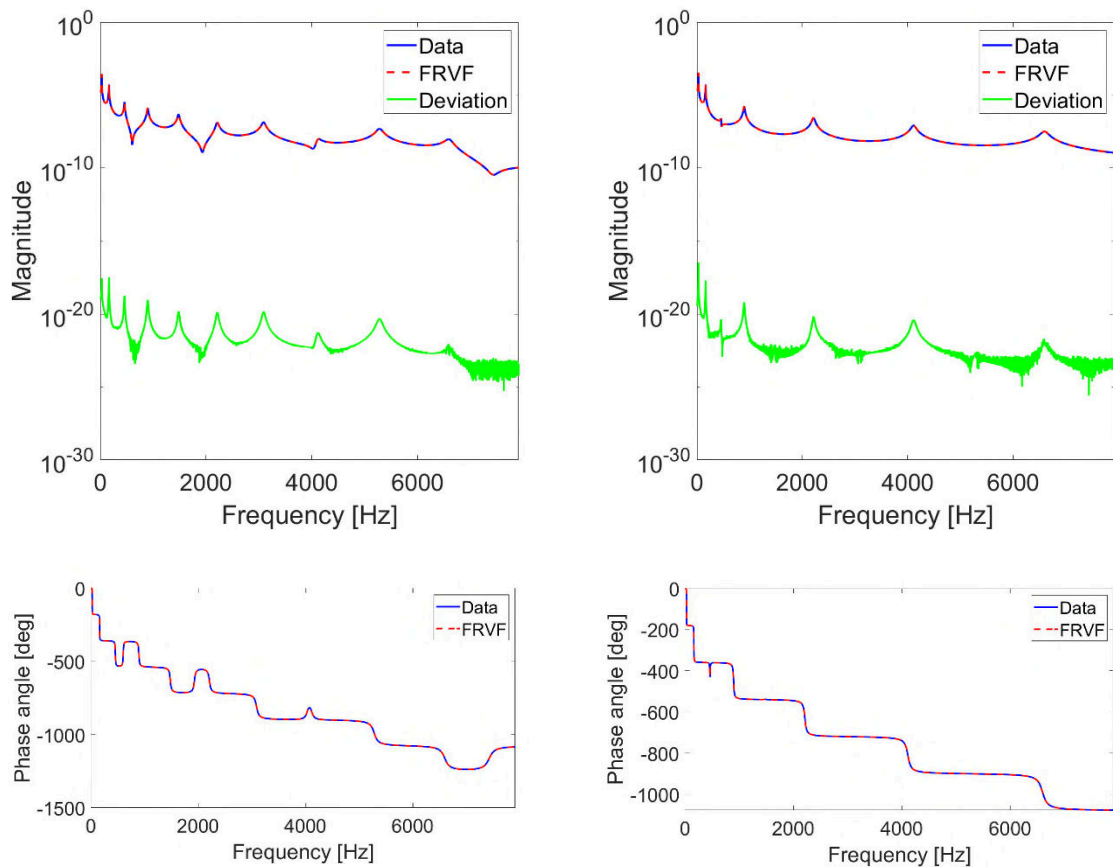 10^0
Data
FRVF
Deviation
10^-10
10^-20
10^-30
Magnitude
0 2000 4000 6000
Frequency [Hz]
10^0
Data
FRVF
Deviation
10^-10
10^-20
10^-30
Magnitude
0 2000 4000 6000
Frequency [Hz]
0
Data
FRVF
-500
-1000
-1500
Phase angle [deg]
0 2000 4000 6000
Frequency [Hz]
0
Data
FRVF
-200
-400
-600
-800
-1000
Phase angle [deg]
0 2000 4000 6000
Frequency [Hz]